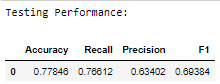 Testing Performance:
Accuracy Recall Precision F1
0 0.77846 0.76612 0.63402 0.69384